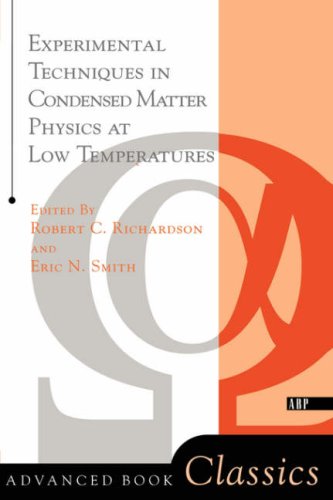 Experimental
Techniques in
Condensed Matter
Physics at
Low Temperatures
Edited By
Robert C. Richardson
and
Eric N. Smith
ABP
Advanced Book Classics